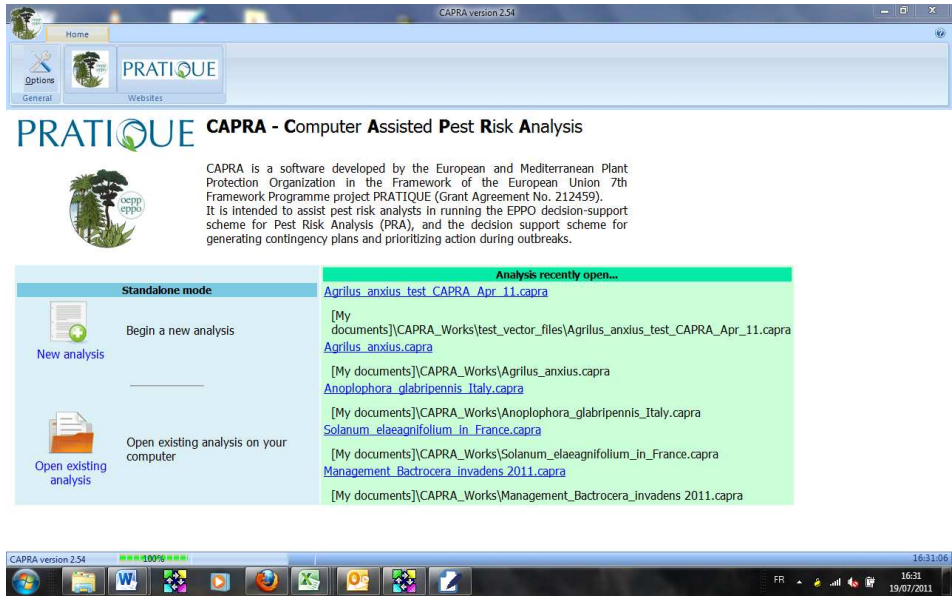 CAPRA version 2.54
Home
Options
General
PRATIQUE
Websites
PRATIQUE
CAPRA - Computer Assisted Pest Risk Analysis
oepp
eppo
CAPRA is a software developed by the European and Mediterranean Plant
Protection Organization in the Framework of the European Union 7th
Framework Programme project PRATIQUE (Grant Agreement No. 212459).
It is intended to assist pest risk analysts in running the EPPO decision-support
scheme for Pest Risk Analysis (PRA), and the decision support scheme for
generating contingency plans and prioritizing action during outbreaks.
Standalone mode
New analysis
Begin a new analysis
Open existing
analysis
Open existing analysis on your
computer
Analysis recently open...
Agrilus_anxius_test_CAPRA_Apr_11.capra
[My
documents]\CAPRA_Works\test_vector_files\Agrilus_anxius_test_CAPRA_Apr_11.capra
Agrilus_anxius.capra
[My documents]\CAPRA_Works\Agrilus_anxius.capra
Anoplophora_glabripennis_Italy.capra
[My documents]\CAPRA_Works\Anoplophora_glabripennis_Italy.capra
Solanum_elaeagnifolium_in_France.capra
[My documents]\CAPRA_Works\Solanum_elaeagnifolium_in_France.capra
Management_Bactrocera_invadens 2011.capra
[My documents]\CAPRA_Works\Management_Bactrocera_invadens 2011.capra
CAPRA version 2.54
100%
16:31:06
FR
16:31
19/07/2011